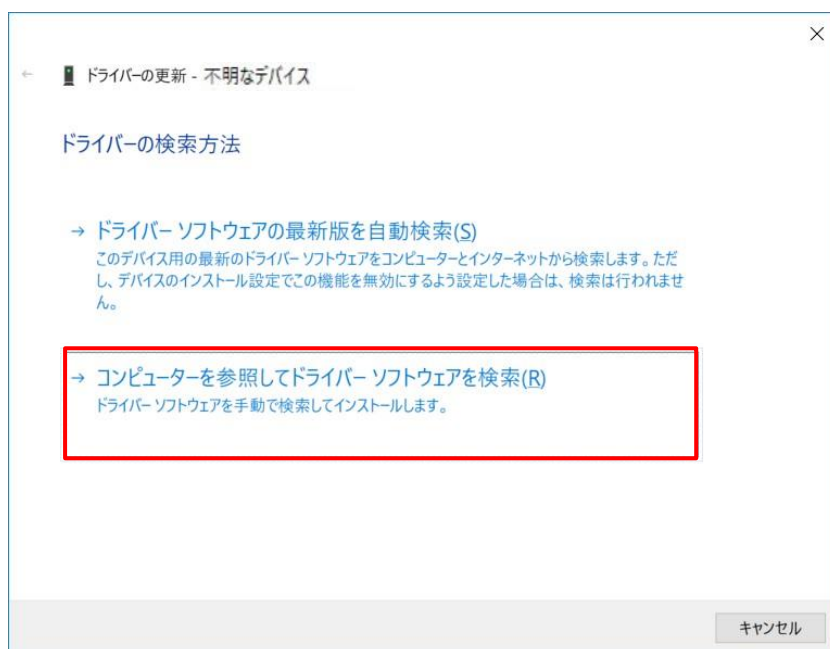 ドライバーの更新 - 不明なデバイス
ドライバーの検索方法
→ ドライバー ソフトウェアの最新版を自動検索(S)
このデバイス用の最新のドライバー ソフトウェアをコンピューターとインターネットから検索します。ただ
し、デバイスのインストール設定でこの機能を無効にするよう設定した場合は、検索は行われませ
ん。
→ コンピューターを参照してドライバー ソフトウェアを検索(R)
ドライバー ソフトウェアを手動で検索してインストールします。
キャンセル